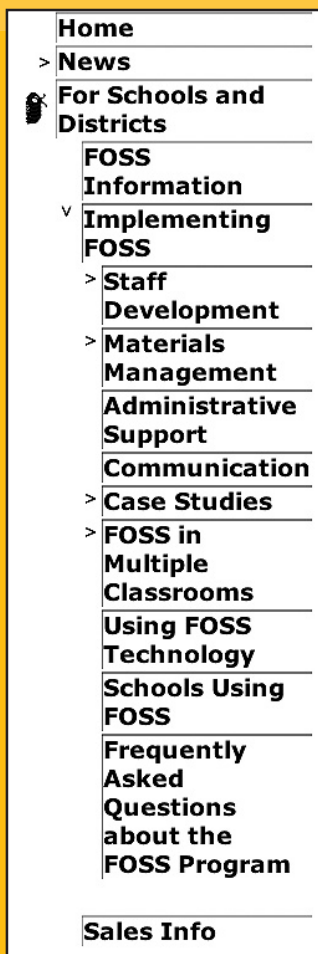 Home
> News
For Schools and
Districts
FOSS
Information
v Implementing
FOSS
> Staff
Development
> Materials
Management
Administrative
Support
Communication
> Case Studies
> FOSS in
Multiple
Classrooms
Using FOSS
Technology
Schools Using
FOSS
Frequently
Asked
Questions
about the
FOSS Program
Sales Info